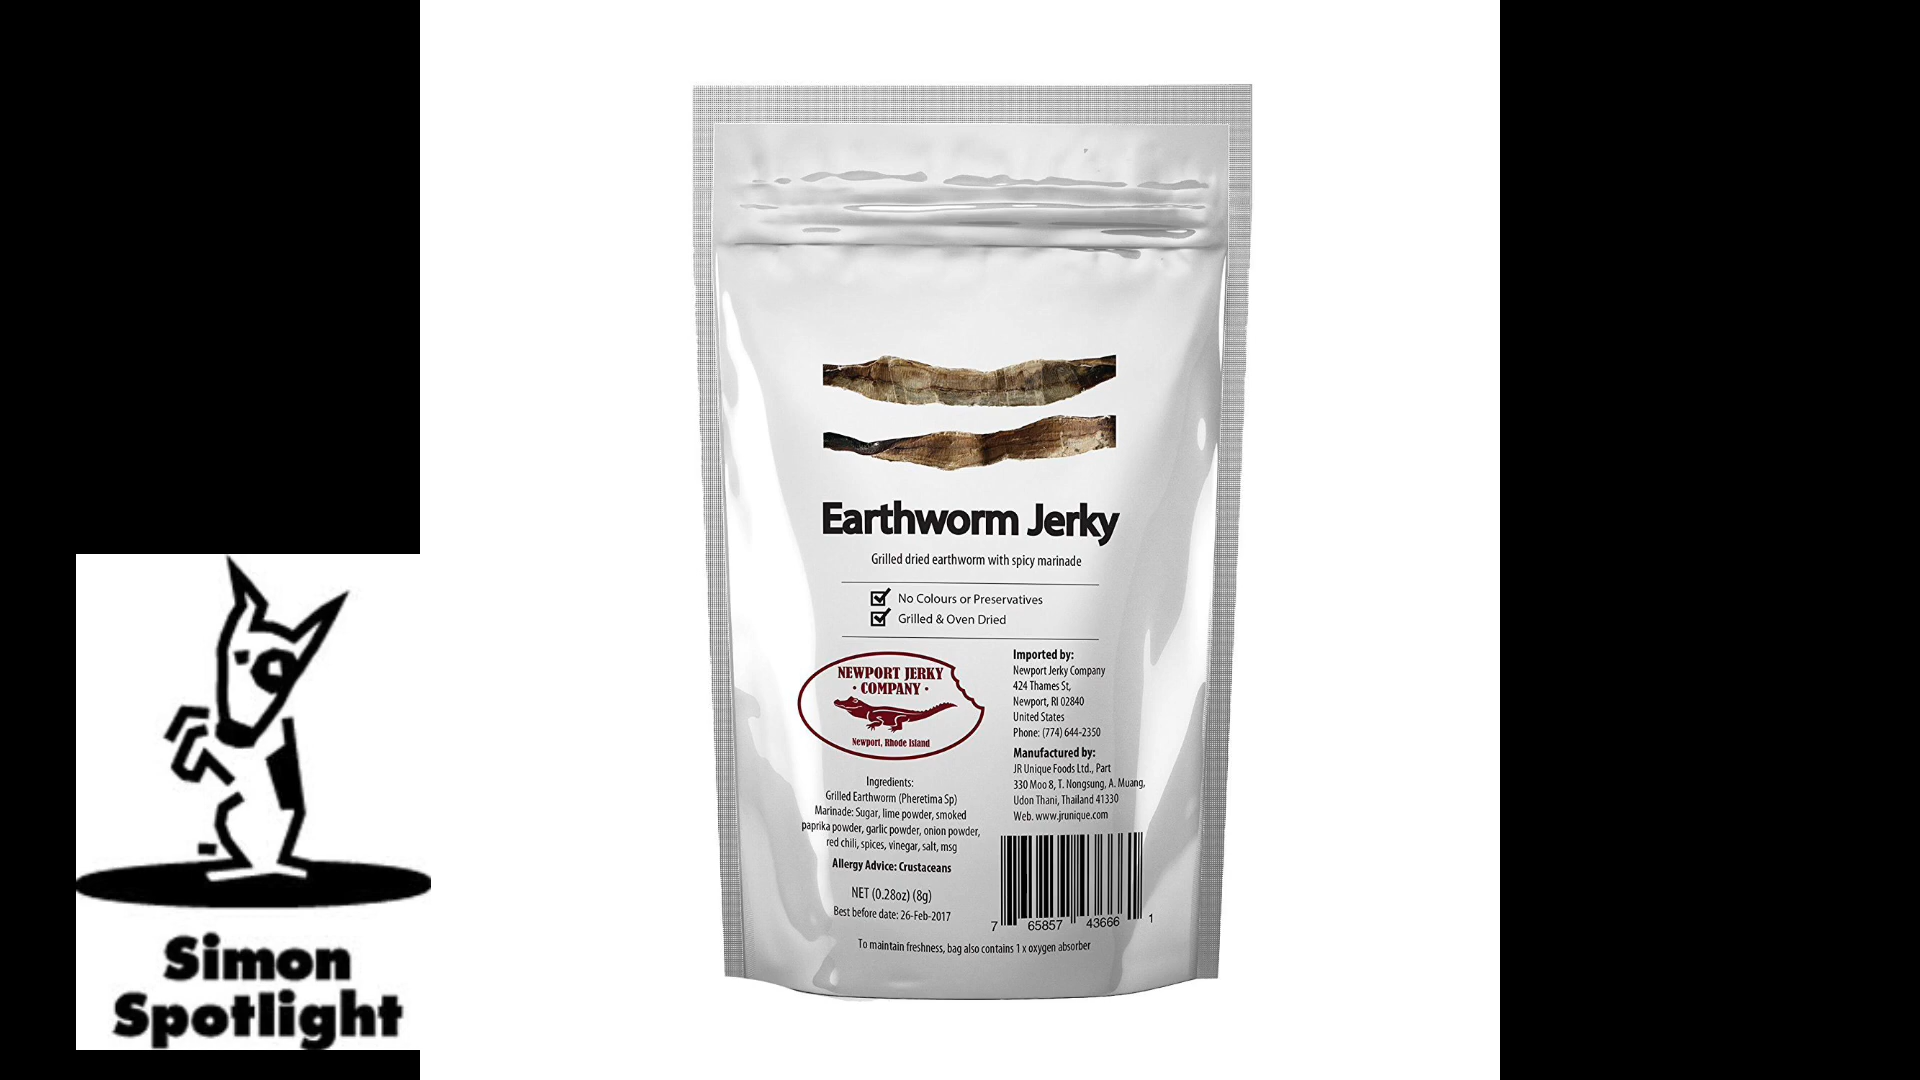 Earthworm Jerky
Grilled dried earthworm with spicy marinade
No Colours or Preservatives
Grilled & Oven Dried
NEWPORT JERKY
· COMPANY ·
Newport, Rhode Island
Ingredients:
Grilled Earthworm (Pheretima Sp)
Marinade: Sugar, lime powder, smoked
paprika powder, garlic powder, onion powder,
red chili, spices, vinegar, salt, msg
Allergy Advice: Crustaceans
NET (0.28oz) (8g)
Best before date: 26-Feb-2017
Imported by:
Newport Jerky Company
424 Thames St,
Newport, RI 02840
United States
Phone: (774) 644-2350
Manufactured by:
JR Unique Foods Ltd., Part
330 Moo 8, T. Nongsung, A. Muang,
Udon Thani, Thailand 41330
Web. www.jrunique.com
7 65857 43666 1
To maintain freshness, bag also contains 1 x oxygen absorber
Simon
Spotlight